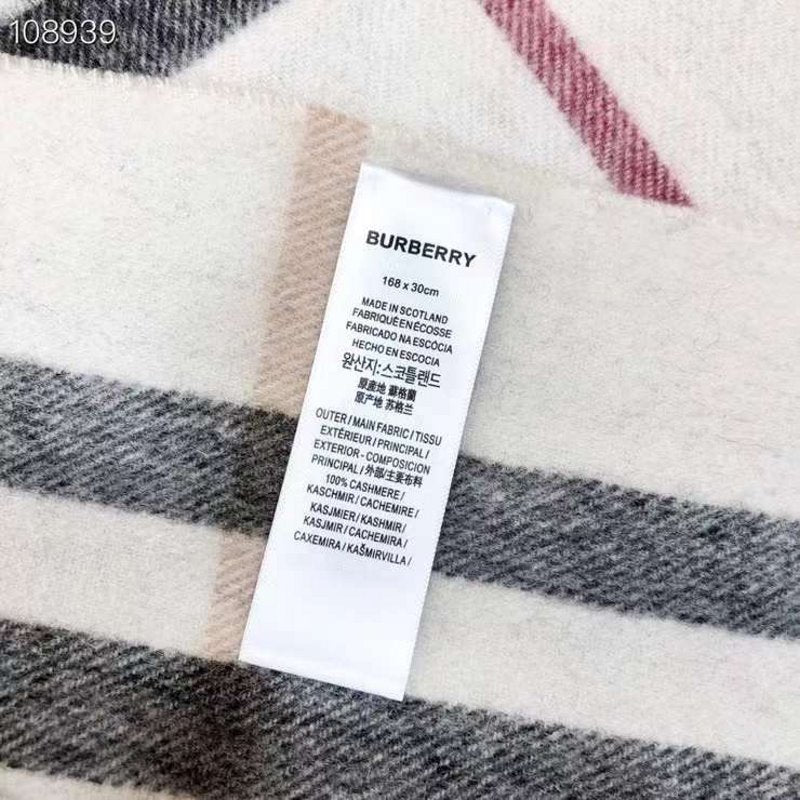 108939
BURBERRY
168 x 30cm
MADE IN SCOTLAND
FABRIQUÉ EN ÉCOSSE
FABRICADO NA ESCÓCIA
HECHO EN ESCOCIA
완산지:스코틀랜드
原産地 蘇格蘭
原产地 苏格兰
OUTER / MAIN FABRIC / TISSU
EXTÉRIEUR / PRINCIPAL /
EXTERIOR - COMPOSICION
PRINCIPAL / 外部/主要布料
100% CASHMERE /
KASCHMIR / CACHEMIRE /
KASJMIER / KASHMIR /
KASJMIR / CACHEMIRA /
CAXEMIRA / KAŠMIRVILLA /